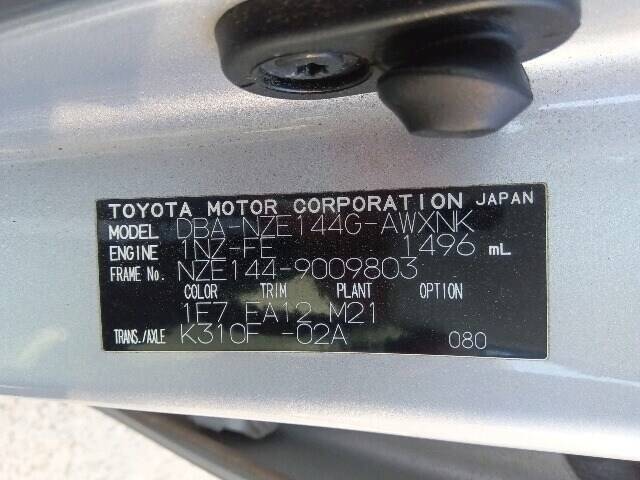 TOYOTA MOTOR CORPORATION JAPAN
MODEL DBA-NZE144G-AWXNK
ENGINE 1NZ-FE 1496 mL
FRAME No. NZE144-9009803
COLOR TRIM PLANT OPTION
1E7 FA12 M21
TRANS./AXLE K310F -02A 080